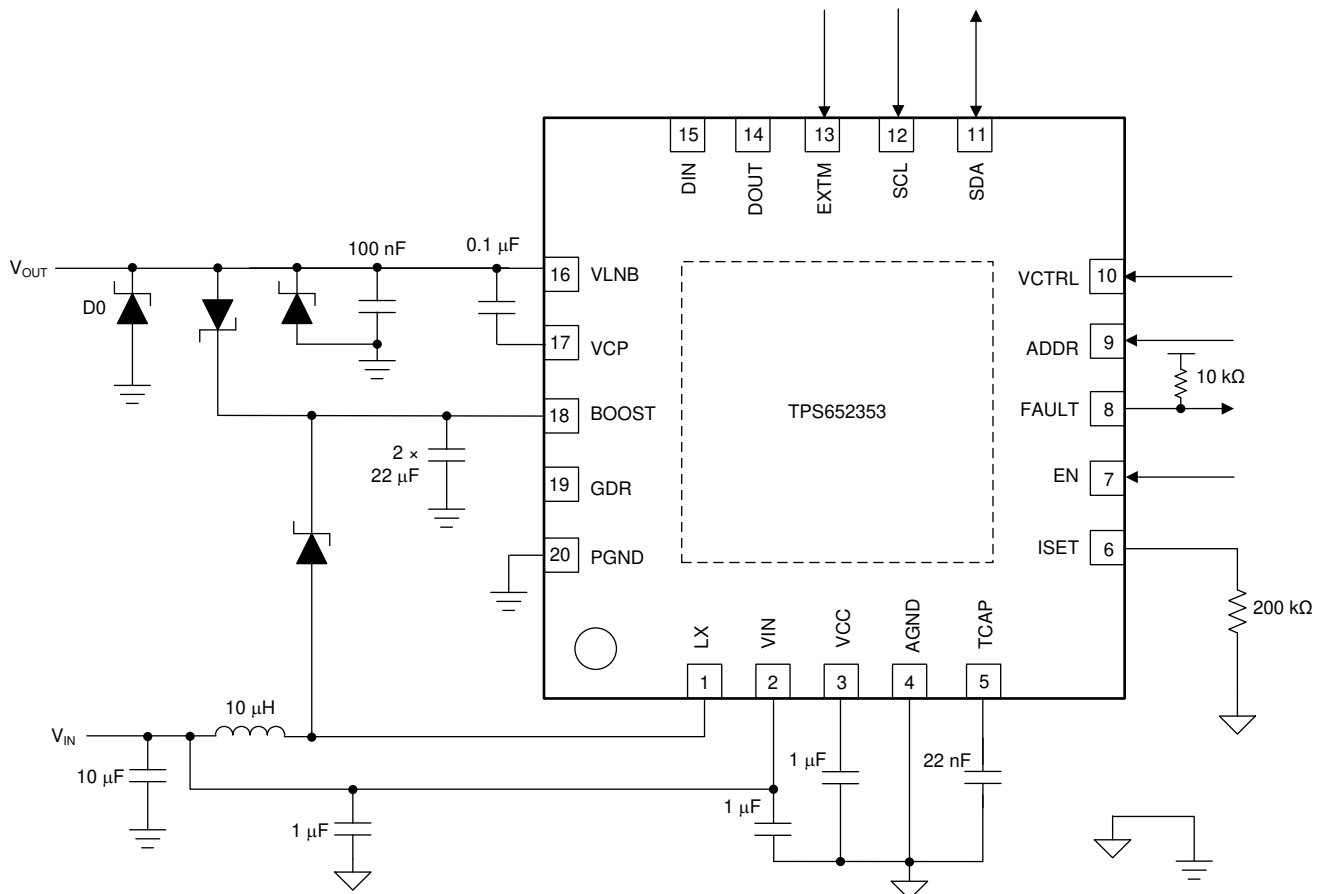 15
14
13
12
11
DIN
DOUT
EXTM
SCL
SDA
100 nF
0.1 μF
VOUT
16
VLNB
VCTRL
10
D0
17
VCP
ADDR
9
10 kΩ
18
BOOST
TPS652353
FAULT
8
2 ×
22 μF
19
GDR
EN
7
20
PGND
ISET
6
200 kΩ
LX
VIN
VCC
AGND
TCAP
1
2
3
4
5
10 μH
VIN
10 μF
1 μF
22 nF
1 μF
1 μF